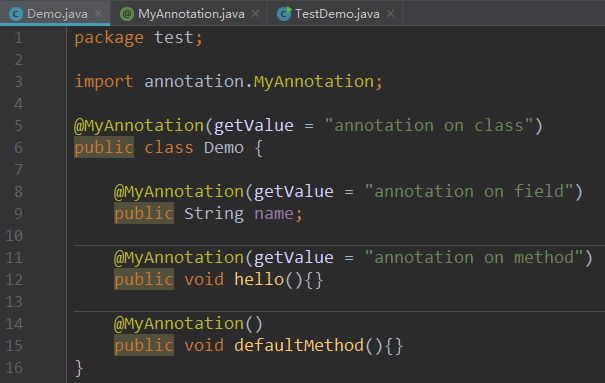 Demo.java MyAnnotation.java TestDemo.java
1 package test;
2
3 import annotation.MyAnnotation;
4
5 @MyAnnotation(getValue = "annotation on class")
6 public class Demo {
7
8     @MyAnnotation(getValue = "annotation on field")
9     public String name;
10
11     @MyAnnotation(getValue = "annotation on method")
12     public void hello(){}
13
14     @MyAnnotation()
15     public void defaultMethod(){}
16 }